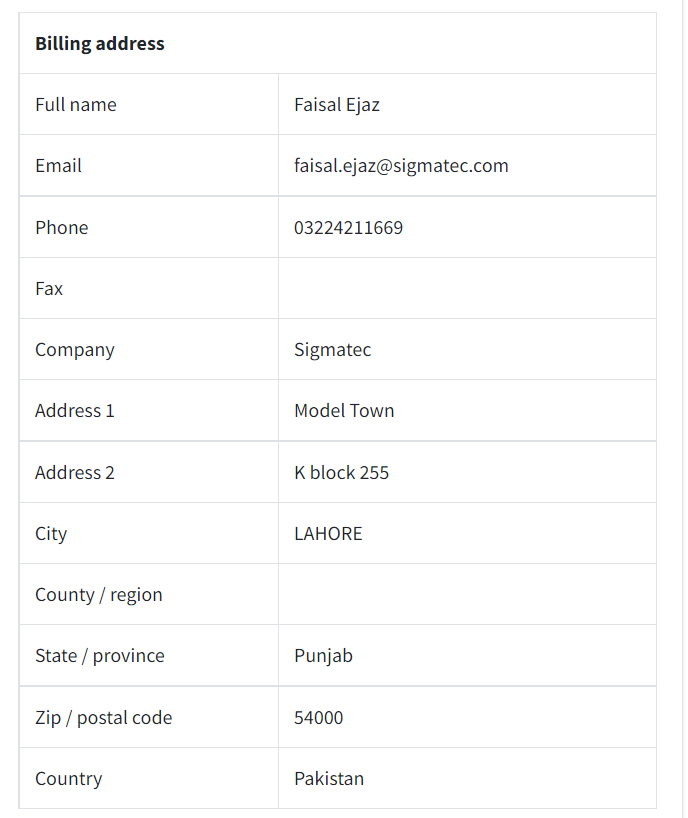 Billing address
Full name Faisal Ejaz
Email faisal.ejaz@sigmatec.com
Phone 03224211669
Fax
Company Sigmatec
Address 1 Model Town
Address 2 K block 255
City LAHORE
County / region
State / province Punjab
Zip / postal code 54000
Country Pakistan